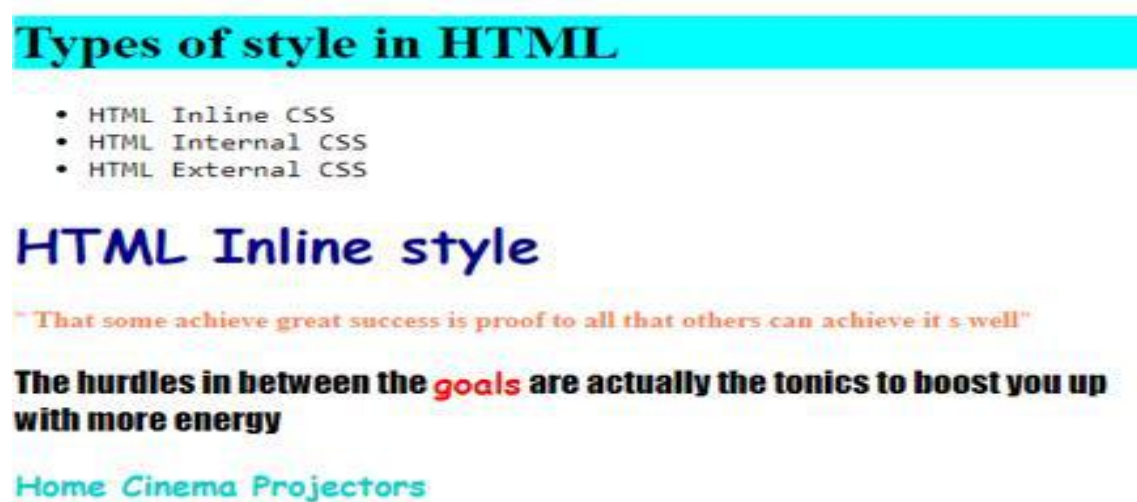 Types of style in HTML
• HTML Inline CSS
• HTML Internal CSS
• HTML External CSS
HTML Inline style
" That some achieve great success is proof to all that others can achieve it s well"
The hurdles in between the goals are actually the tonics to boost you up
with more energy
Home Cinema Projectors